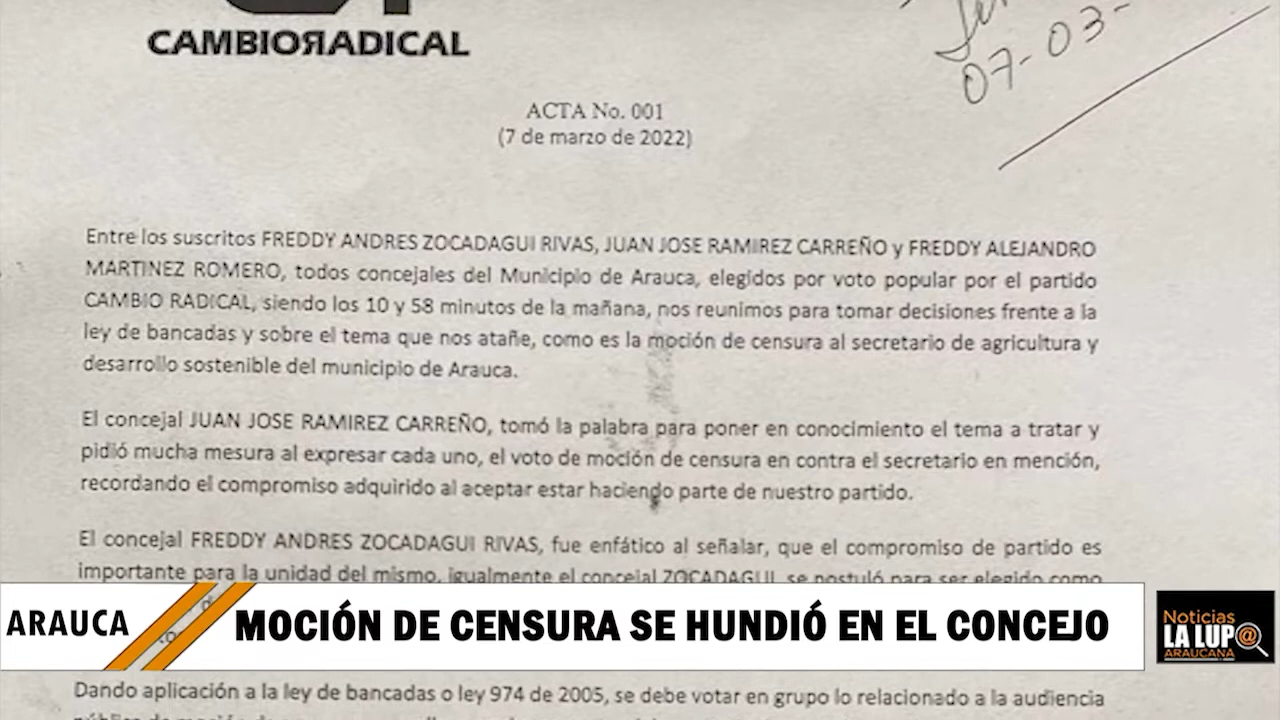 CAMBIOЯADICAL
07-03-
ACTA No. 001
(7 de marzo de 2022)
Entre los suscritos FREDDY ANDRES ZOCADAGUI RIVAS, JUAN JOSE RAMIREZ CARREÑO y FREDDY ALEJANDRO
MARTINEZ ROMERO, todos concejales del Municipio de Arauca, elegidos por voto popular por el partido
CAMBIO RADICAL, siendo los 10 y 58 minutos de la mañana, nos reunimos para tomar decisiones frente a la
ley de bancadas y sobre el tema que nos atañe, como es la moción de censura al secretario de agricultura y
desarrollo sostenible del municipio de Arauca.
El concejal JUAN JOSE RAMIREZ CARREÑO, tomó la palabra para poner en conocimiento el tema a tratar y
pidió mucha mesura al expresar cada uno, el voto de moción de censura en contra el secretario en mención,
recordando el compromiso adquirido al aceptar estar haciendo parte de nuestro partido.
El concejal FREDDY ANDRES ZOCADAGUI RIVAS, fue enfático al señalar, que el compromiso de partido es
importante para la unidad del mismo, igualmente el concejal ZOCADAGUI, se postuló para ser elegido como
ARAUCA
MOCIÓN DE CENSURA SE HUNDIÓ EN EL CONCEJO
Noticias
LA LUP@
ARAUCANA
Dando aplicación a la ley de bancadas o ley 974 de 2005, se debe votar en grupo lo relacionado a la audiencia